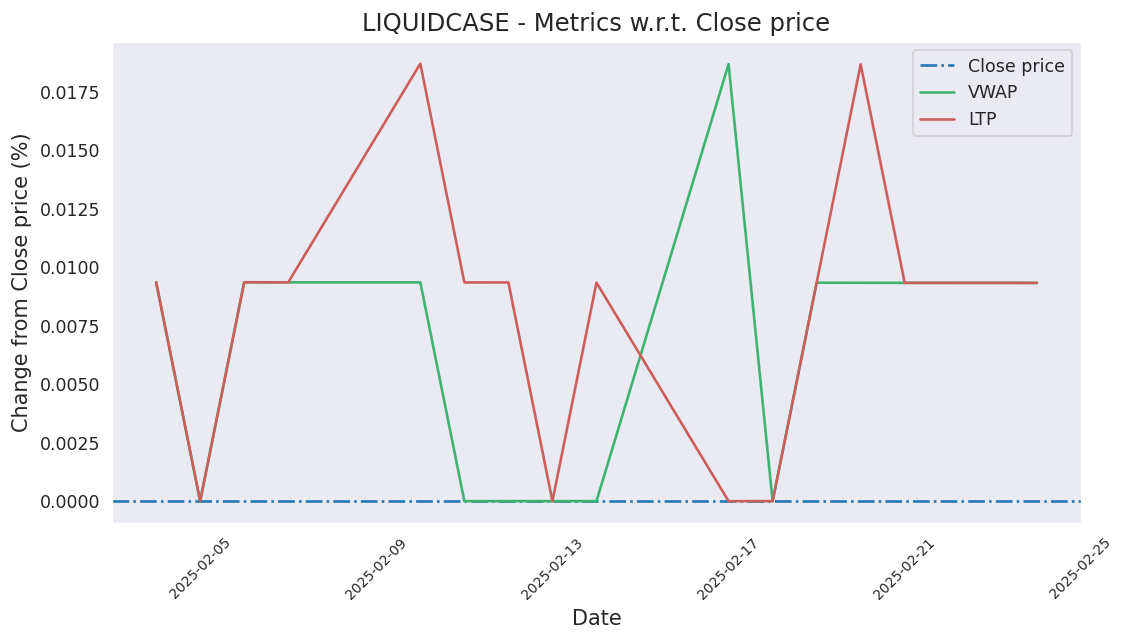 LIQUIDCASE - Metrics w.r.t. Close price
Close price
VWAP
LTP
Change from Close price (%)
0.0175
0.0150
0.0125
0.0100
0.0075
0.0050
0.0025
0.0000
2025-02-05
2025-02-09
2025-02-13
2025-02-17
2025-02-21
2025-02-25
Date